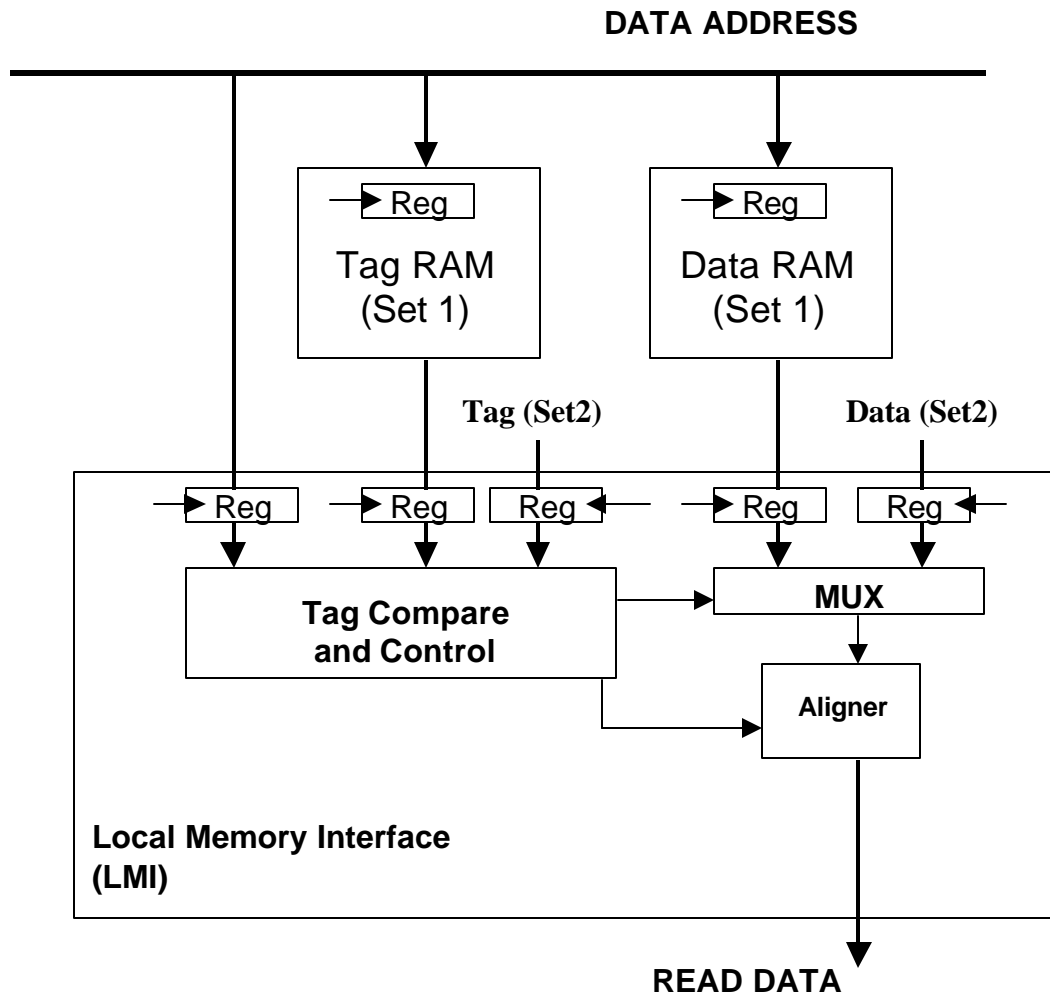 DATA ADDRESS
Reg
Reg
Tag RAM
(Set 1)
Data RAM
(Set 1)
Tag (Set2)
Data (Set2)
Reg
Reg
Reg
Reg
Reg
Tag Compare
and Control
MUX
Aligner
Local Memory Interface
(LMI)
READ DATA